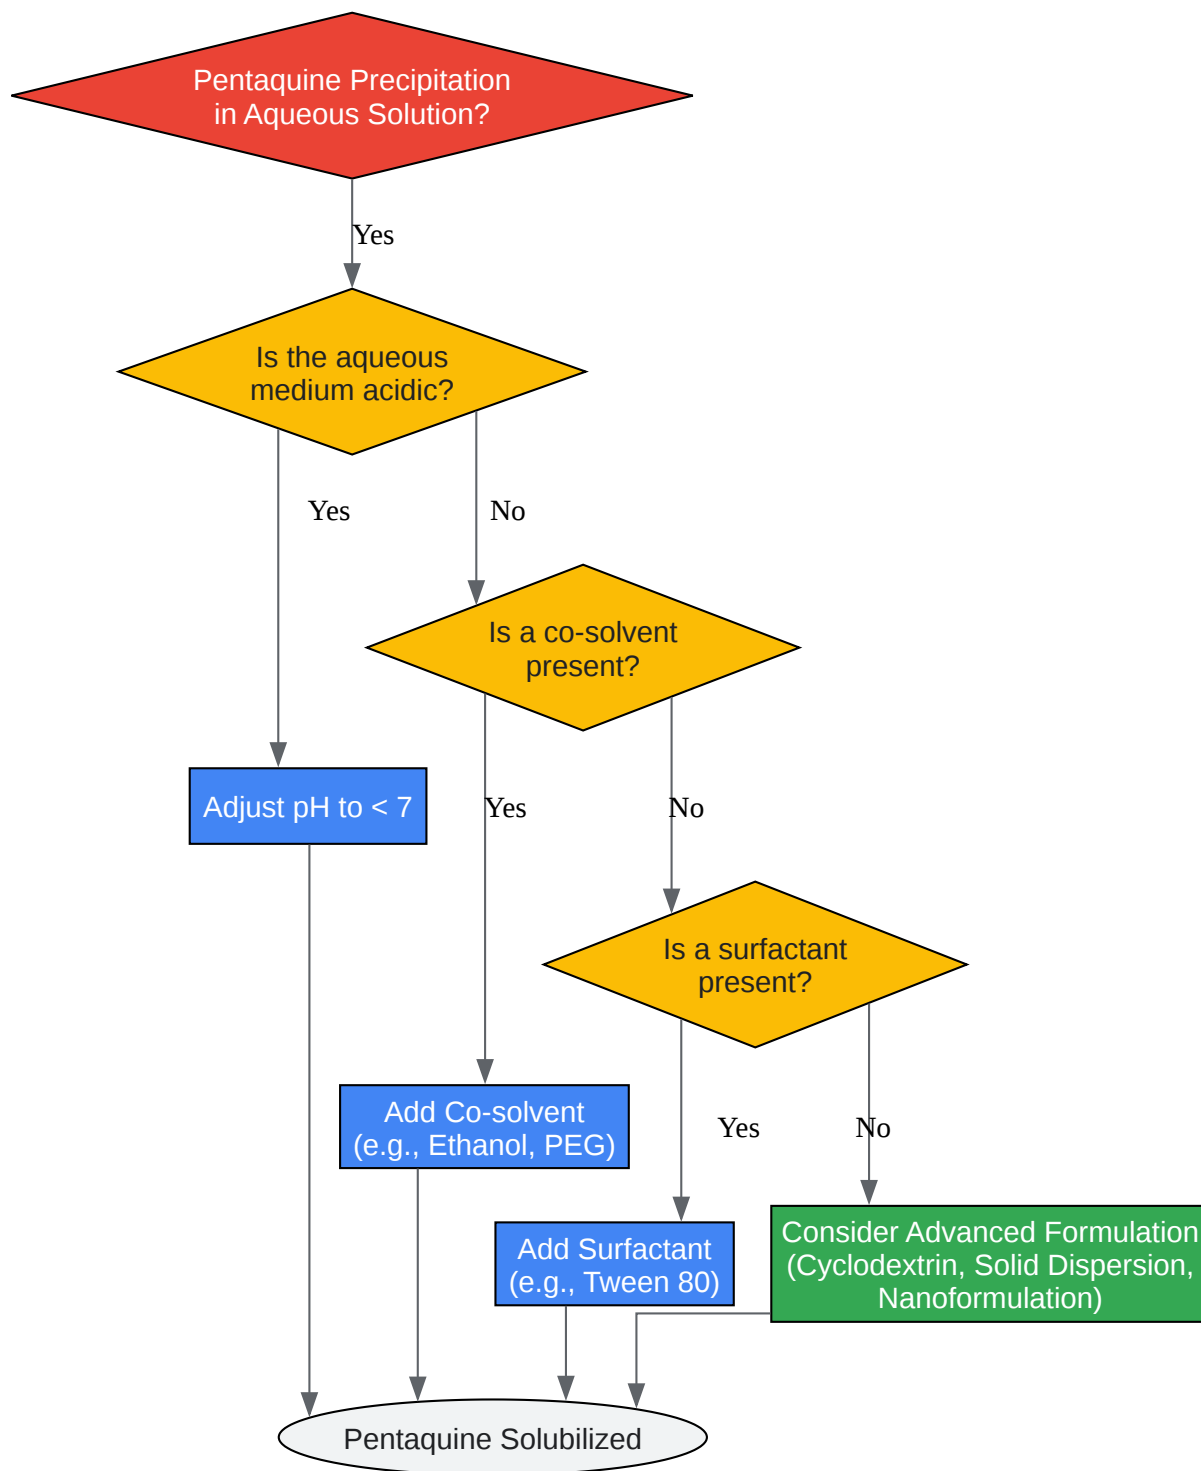 Pentaquine Precipitation
in Aqueous Solution?
Yes
Is the aqueous
medium acidic?
Yes
No
Is a co-solvent
present?
Adjust pH to < 7
Yes
No
Is a surfactant
present?
Add Co-solvent
(e.g., Ethanol, PEG)
Yes
No
Add Surfactant
(e.g., Tween 80)
Consider Advanced Formulation
(Cyclodextrin, Solid Dispersion,
Nanoformulation)
Pentaquine Solubilized